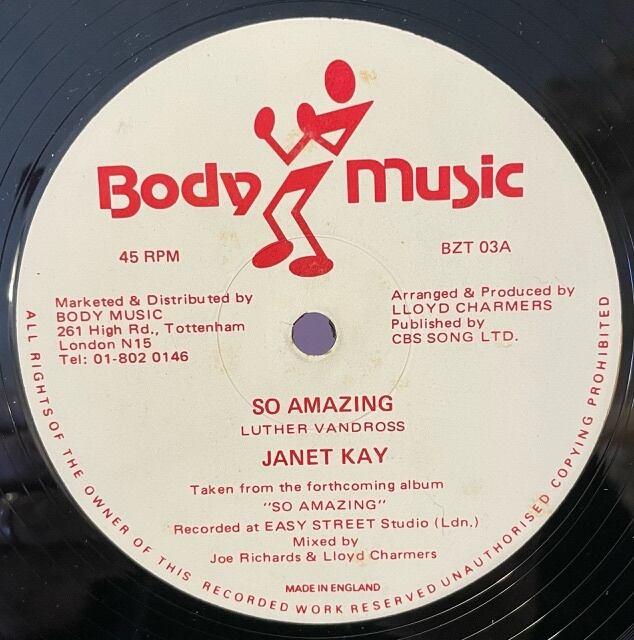 Body Music
45 RPM
BZT 03A
Marketed & Distributed by
BODY MUSIC
261 High Rd., Tottenham
London N15
Tel: 01-802 0146
Arranged & Produced by
LLOYD CHARMERS
Published by
CBS SONG LTD.
SO AMAZING
LUTHER VANDROSS
JANET KAY
Taken from the forthcoming album
"SO AMAZING"
Recorded at EASY STREET Studio (Ldn.)
Mixed by
Joe Richards & Lloyd Charmers
MADE IN ENGLAND
ALL RIGHTS OF THE OWNER OF THIS RECORDED WORK RESERVED UNAUTHORISED COPYING PROHIBITED